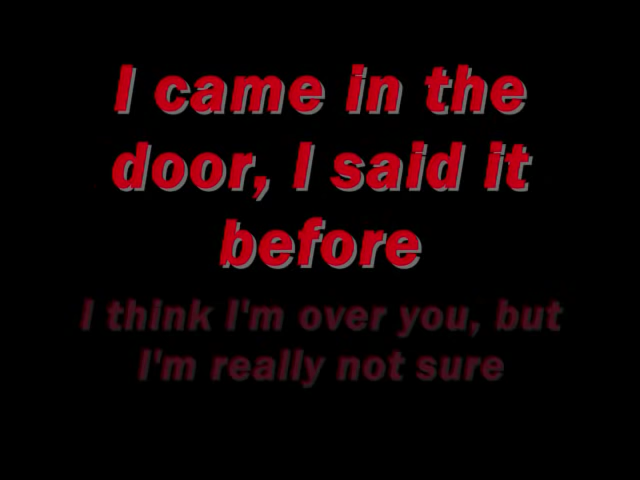 I came in the
door, I said it
before
I think I'm over you, but
I'm really not sure